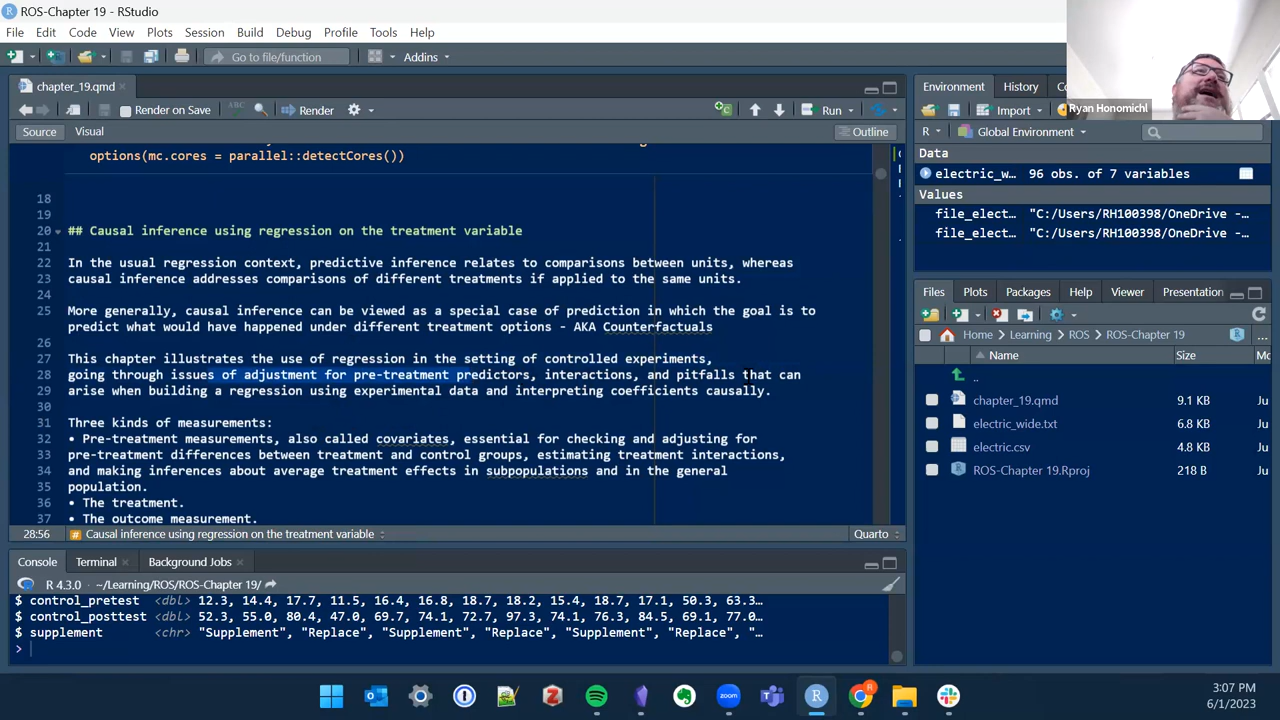 ROS-Chapter 19 - RStudio
File Edit Code View Plots Session Build Debug Profile Tools Help
Go to file/function
Addins
chapter_19.qmd
Render on Save
ABC
Render
Run
Source Visual
Outline
options(mc.cores = parallel::detectCores())
18
19
20 ## Causal inference using regression on the treatment variable
21
22 In the usual regression context, predictive inference relates to comparisons between units, whereas
23 causal inference addresses comparisons of different treatments if applied to the same units.
24
25 More generally, causal inference can be viewed as a special case of prediction in which the goal is to
predict what would have happened under different treatment options - AKA Counterfactuals
26
27 This chapter illustrates the use of regression in the setting of controlled experiments,
28 going through issues of adjustment for pre-treatment predictors, interactions, and pitfalls that can
29 arise when building a regression using experimental data and interpreting coefficients causally.
30
31 Three kinds of measurements:
32 • Pre-treatment measurements, also called covariates, essential for checking and adjusting for
33 pre-treatment differences between treatment and control groups, estimating treatment interactions,
34 and making inferences about average treatment effects in subpopulations and in the general
35 population.
36 • The treatment.
37 • The outcome measurement.
28:56 # Causal inference using regression on the treatment variable
Quarto
Console Terminal Background Jobs
R 4.3.0 · ~/Learning/ROS/ROS-Chapter 19/
$ control_pretest <dbl> 12.3, 14.4, 17.7, 11.5, 16.4, 16.8, 18.7, 18.2, 15.4, 18.7, 17.1, 50.3, 63.3…
$ control_posttest <dbl> 52.3, 55.0, 80.4, 47.0, 69.7, 74.1, 72.7, 97.3, 74.1, 76.3, 84.5, 69.1, 77.0…
$ supplement <chr> "Supplement", "Replace", "Supplement", "Replace", "Supplement", "Replace", "…
>
Environment History Co
Ryan Honomichl
Import
R Global Environment
Data
electric_w… 96 obs. of 7 variables
Values
file_elect… "C:/Users/RH100398/OneDrive -…
file_elect… "C:/Users/RH100398/OneDrive -…
Files Plots Packages Help Viewer Presentation
Home Learning ROS ROS-Chapter 19 ...
Name Size Mo
..
chapter_19.qmd 9.1 KB Ju
electric_wide.txt 6.8 KB Ju
electric.csv 4.7 KB Ju
ROS-Chapter 19.Rproj 218 B Ju
zoom
3:07 PM
6/1/2023